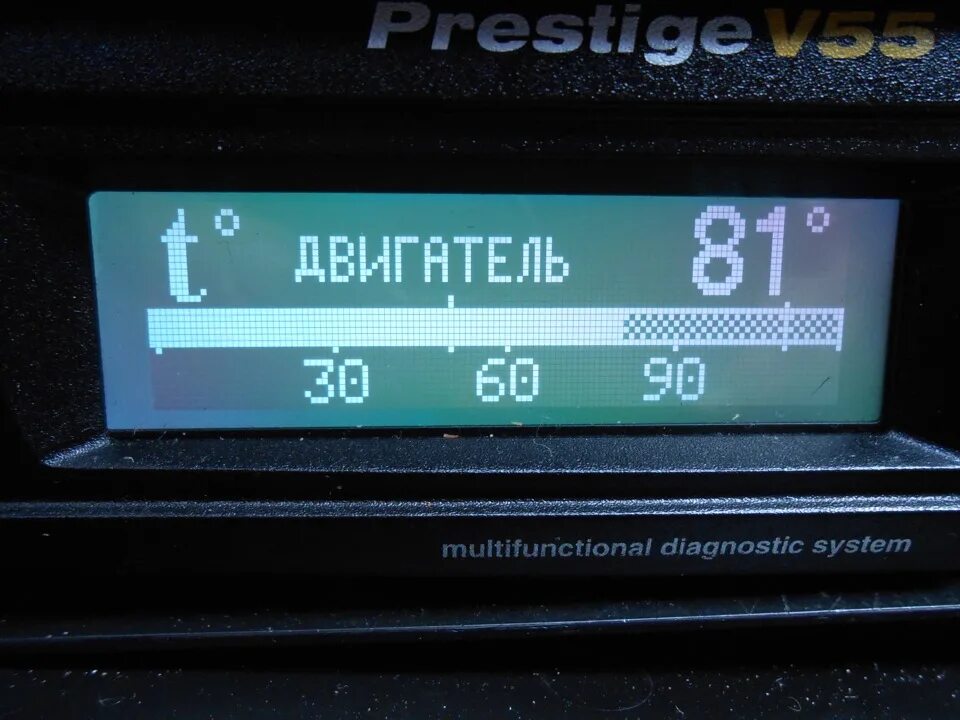 Prestige V55
t° ДВИГАТЕЛЬ 81°
30 60 90
multifunctional diagnostic system